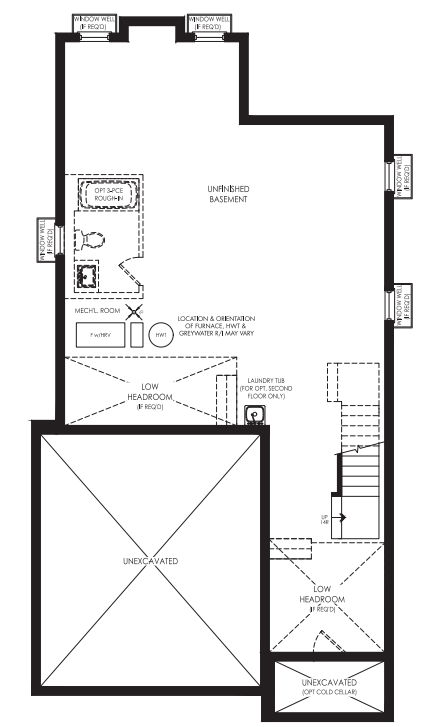 WINDOW WELL
(IF REQ'D)
WINDOW WELL
(IF REQ'D)
WINDOW WELL
(IF REQ'D)
OPT 3-PCE
ROUGH-IN
UNFINISHED
BASEMENT
WINDOW WELL
(IF REQ'D)
WINDOW WELL
(IF REQ'D)
MECH'L. ROOM
F w/HRV
HWT
LOCATION & ORIENTATION
OF FURNACE, HWT &
GREYWATER R/I MAY VARY
LOW
HEADROOM
(IF REQ'D)
LAUNDRY TUB
(FOR OPT. SECOND
FLOOR ONLY)
UP
14R
UNEXCAVATED
LOW
HEADROOM
(IF REQ'D)
UNEXCAVATED
(OPT COLD CELLAR)